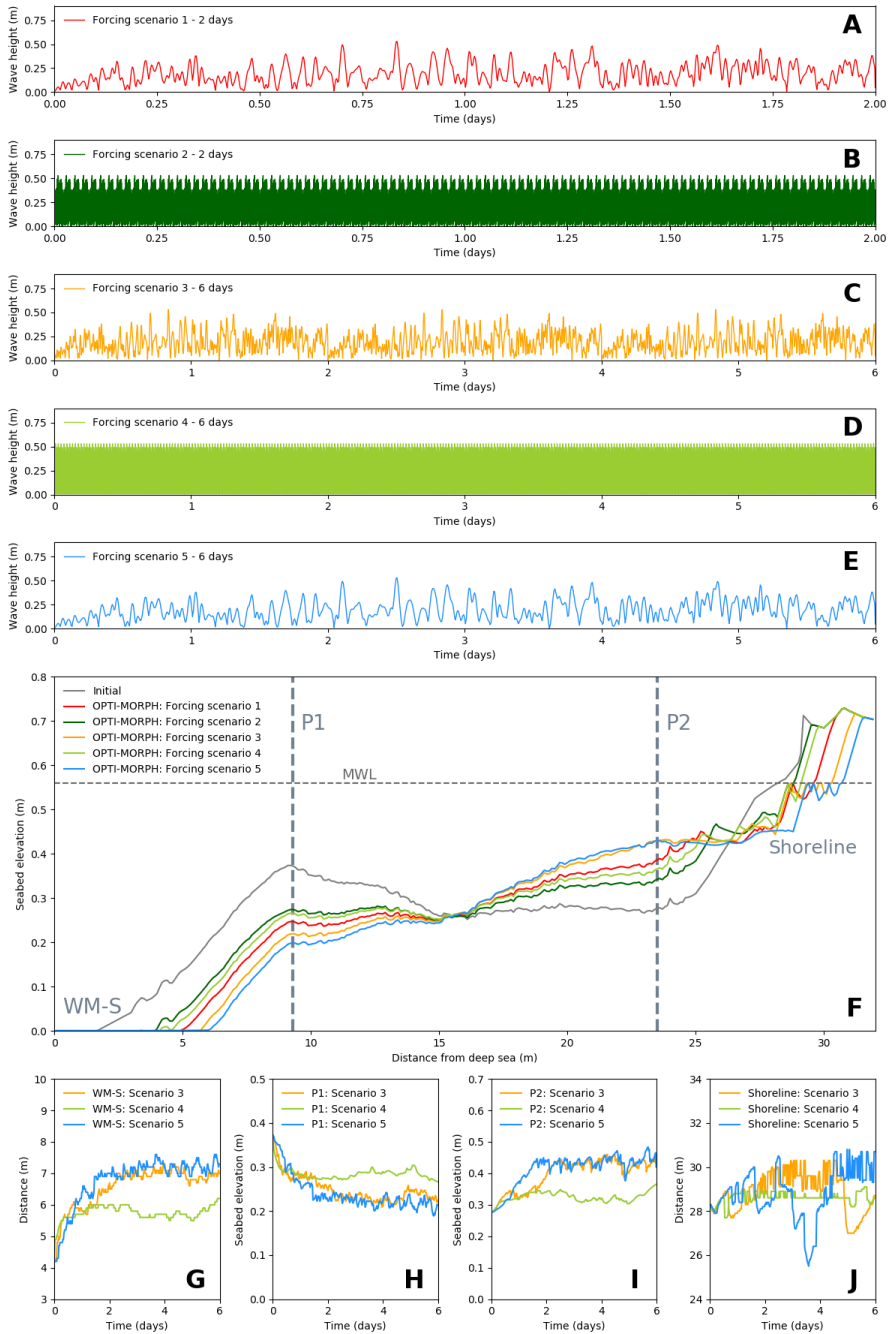 Forcing scenario 1 - 2 days
A
Wave height (m)
0.75
0.50
0.25
0.00
0.00 0.25 0.50 0.75 1.00 1.25 1.50 1.75 2.00
Time (days)
Forcing scenario 2 - 2 days
B
Wave height (m)
0.75
0.50
0.25
0.00
0.00 0.25 0.50 0.75 1.00 1.25 1.50 1.75 2.00
Time (days)
Forcing scenario 3 - 6 days
C
Wave height (m)
0.75
0.50
0.25
0.00
0 1 2 3 4 5 6
Time (days)
Forcing scenario 4 - 6 days
D
Wave height (m)
0.75
0.50
0.25
0.00
0 1 2 3 4 5 6
Time (days)
Forcing scenario 5 - 6 days
E
Wave height (m)
0.75
0.50
0.25
0.00
0 1 2 3 4 5 6
Time (days)
Initial
OPTI-MORPH: Forcing scenario 1
OPTI-MORPH: Forcing scenario 2
OPTI-MORPH: Forcing scenario 3
OPTI-MORPH: Forcing scenario 4
OPTI-MORPH: Forcing scenario 5
P1
P2
MWL
Shoreline
WM-S
F
Seabed elevation (m)
0.8
0.7
0.6
0.5
0.4
0.3
0.2
0.1
0.0
0 5 10 15 20 25 30
Distance from deep sea (m)
WM-S: Scenario 3
WM-S: Scenario 4
WM-S: Scenario 5
G
Distance (m)
10
9
8
7
6
5
4
3
0 2 4 6
Time (days)
P1: Scenario 3
P1: Scenario 4
P1: Scenario 5
H
Seabed elevation (m)
0.5
0.4
0.3
0.2
0.1
0.0
0 2 4 6
Time (days)
P2: Scenario 3
P2: Scenario 4
P2: Scenario 5
I
Seabed elevation (m)
0.7
0.6
0.5
0.4
0.3
0.2
0.1
0.0
0 2 4 6
Time (days)
Shoreline: Scenario 3
Shoreline: Scenario 4
Shoreline: Scenario 5
J
Distance (m)
34
32
30
28
26
24
0 2 4 6
Time (days)